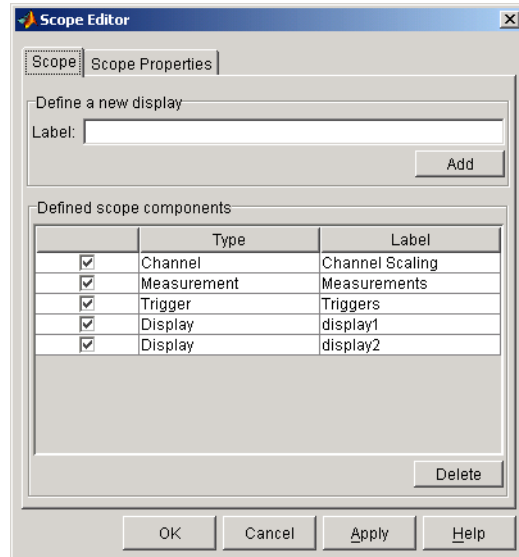 Scope Editor
Scope Scope Properties
Define a new display
Label:
Add
Defined scope components
Type Label
Channel Channel Scaling
Measurement Measurements
Trigger Triggers
Display display1
Display display2
Delete
OK Cancel Apply Help